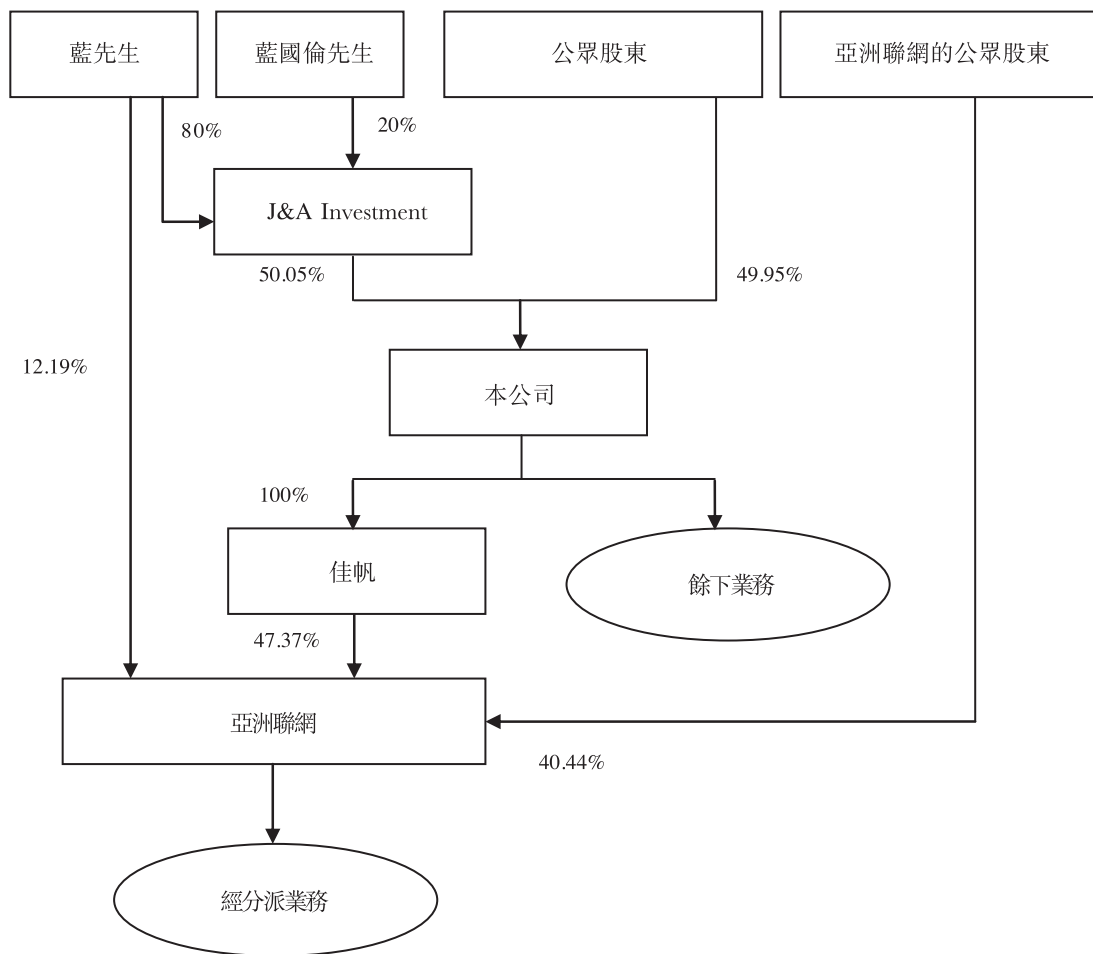 藍先生
藍國倫先生
公眾股東
亞洲聯網的公眾股東
80%
20%
J&A Investment
50.05%
49.95%
12.19%
本公司
100%
佳帆
餘下業務
47.37%
亞洲聯網
40.44%
經分派業務